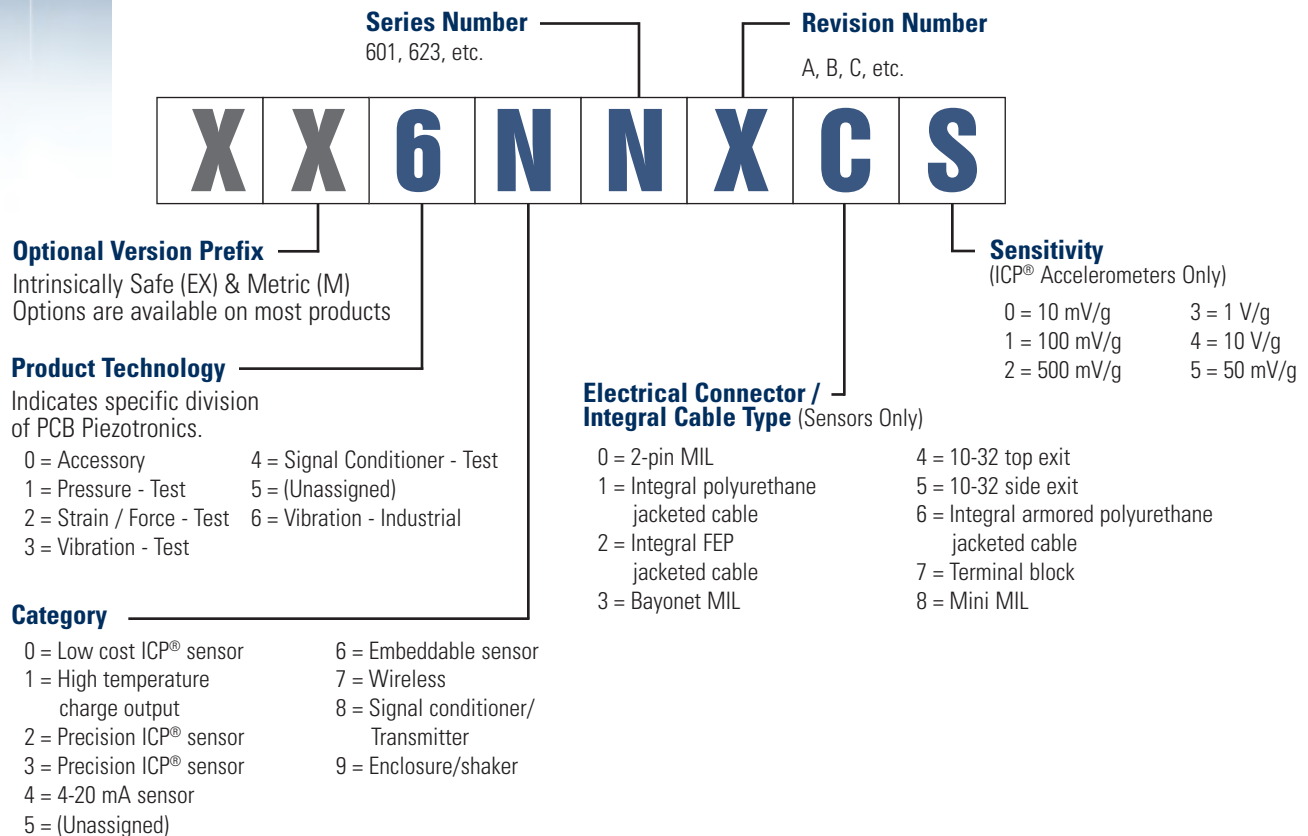 Series Number
601, 623, etc.
Revision Number
A, B, C, etc.
X X 6 N N X C S
Optional Version Prefix
Intrinsically Safe (EX) & Metric (M)
Options are available on most products
Product Technology
Indicates specific division
of PCB Piezotronics.
0 = Accessory
1 = Pressure - Test
2 = Strain / Force - Test
3 = Vibration - Test
4 = Signal Conditioner - Test
5 = (Unassigned)
6 = Vibration - Industrial
Category
0 = Low cost ICP® sensor
1 = High temperature
charge output
2 = Precision ICP® sensor
3 = Precision ICP® sensor
4 = 4-20 mA sensor
5 = (Unassigned)
6 = Embeddable sensor
7 = Wireless
8 = Signal conditioner/
Transmitter
9 = Enclosure/shaker
Electrical Connector /
Integral Cable Type (Sensors Only)
0 = 2-pin MIL
1 = Integral polyurethane
jacketed cable
2 = Integral FEP
jacketed cable
3 = Bayonet MIL
4 = 10-32 top exit
5 = 10-32 side exit
6 = Integral armored polyurethane
jacketed cable
7 = Terminal block
8 = Mini MIL
Sensitivity
(ICP® Accelerometers Only)
0 = 10 mV/g
1 = 100 mV/g
2 = 500 mV/g
3 = 1 V/g
4 = 10 V/g
5 = 50 mV/g